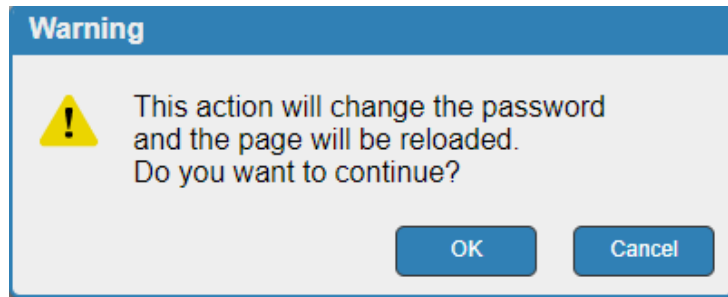 Warning
This action will change the password
and the page will be reloaded.
Do you want to continue?
OK
Cancel